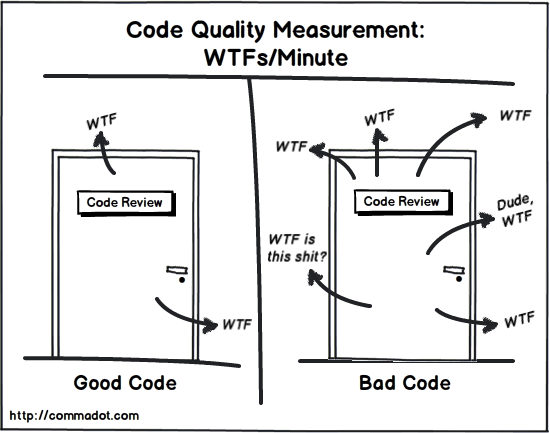 Code Quality Measurement:
WTFs/Minute
WTF
Code Review
WTF
Good Code
WTF
WTF
WTF
Code Review
Dude,
WTF
WTF is
this shit?
WTF
Bad Code
http://commadot.com